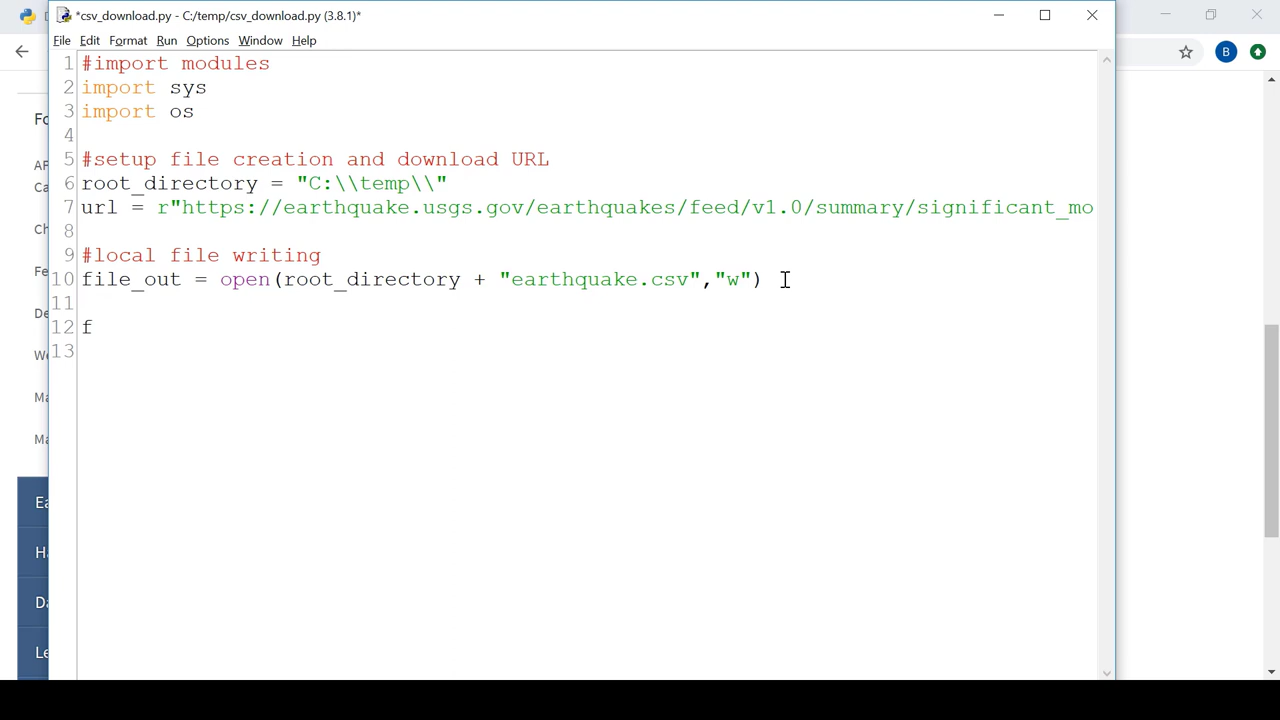 *csv_download.py - C:/temp/csv_download.py (3.8.1)*
File Edit Format Run Options Window Help
B
1 #import modules
2 import sys
3 import os
4
5 #setup file creation and download URL
6 root_directory = "C:\\temp\\"
7 url = r"https://earthquake.usgs.gov/earthquakes/feed/v1.0/summary/significant_mo
8
9 #local file writing
10 file_out = open(root_directory + "earthquake.csv","w")
11
12 f
13